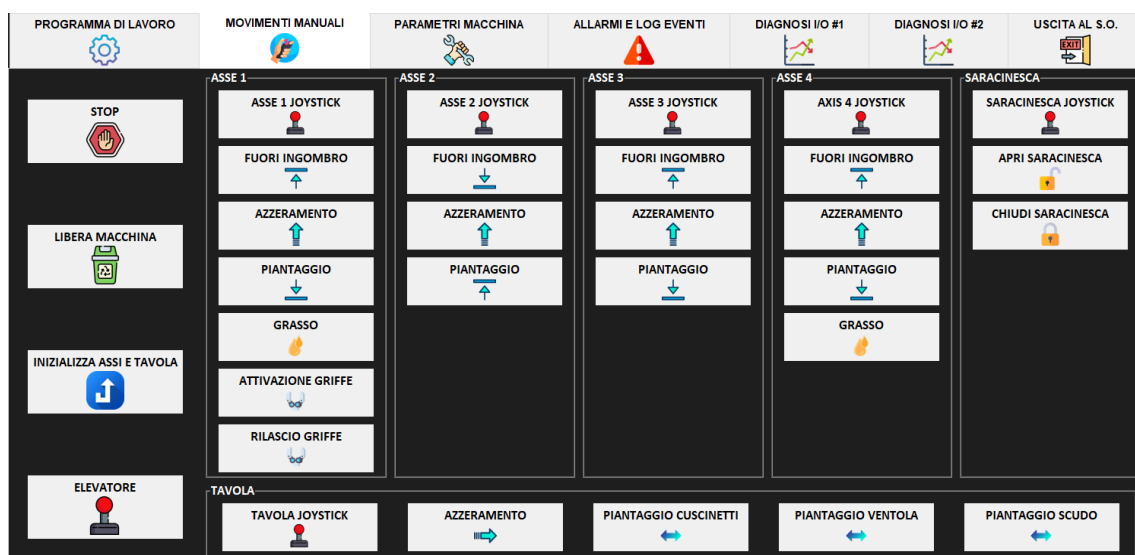 PROGRAMMA DI LAVORO
MOVIMENTI MANUALI
PARAMETRI MACCHINA
ALLARMI E LOG EVENTI
DIAGNOSI I/O #1
DIAGNOSI I/O #2
USCITA AL S.O.
EXIT
STOP
LIBERA MACCHINA
INIZIALIZZA ASSI E TAVOLA
ELEVATORE
ASSE 1
ASSE 1 JOYSTICK
FUORI INGOMBRO
AZZERAMENTO
PIANTAGGIO
GRASSO
ATTIVAZIONE GRIFFE
RILASCIO GRIFFE
ASSE 2
ASSE 2 JOYSTICK
FUORI INGOMBRO
AZZERAMENTO
PIANTAGGIO
ASSE 3
ASSE 3 JOYSTICK
FUORI INGOMBRO
AZZERAMENTO
PIANTAGGIO
ASSE 4
AXIS 4 JOYSTICK
FUORI INGOMBRO
AZZERAMENTO
PIANTAGGIO
GRASSO
SARACINESCA
SARACINESCA JOYSTICK
APRI SARACINESCA
CHIUDI SARACINESCA
TAVOLA
TAVOLA JOYSTICK
AZZERAMENTO
PIANTAGGIO CUSCINETTI
PIANTAGGIO VENTOLA
PIANTAGGIO SCUDO